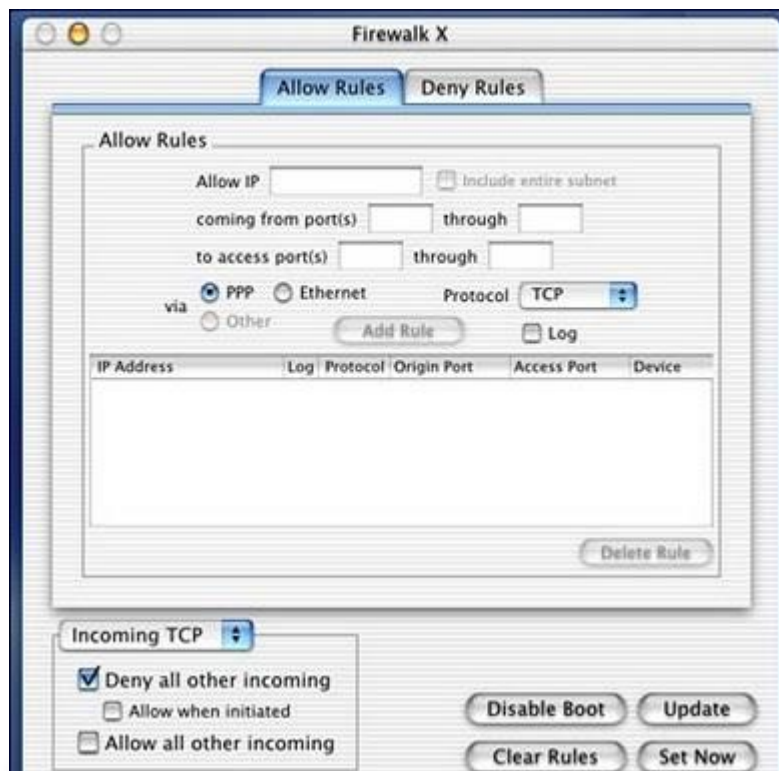 Firewalk X
Allow Rules Deny Rules
Allow Rules
Allow IP Include entire subnet
coming from port(s) through
to access port(s) through
via PPP Ethernet Protocol TCP
Other Add Rule Log
IP Address Log Protocol Origin Port Access Port Device
Delete Rule
Incoming TCP
Deny all other incoming
Allow when initiated
Allow all other incoming
Disable Boot Update
Clear Rules Set Now